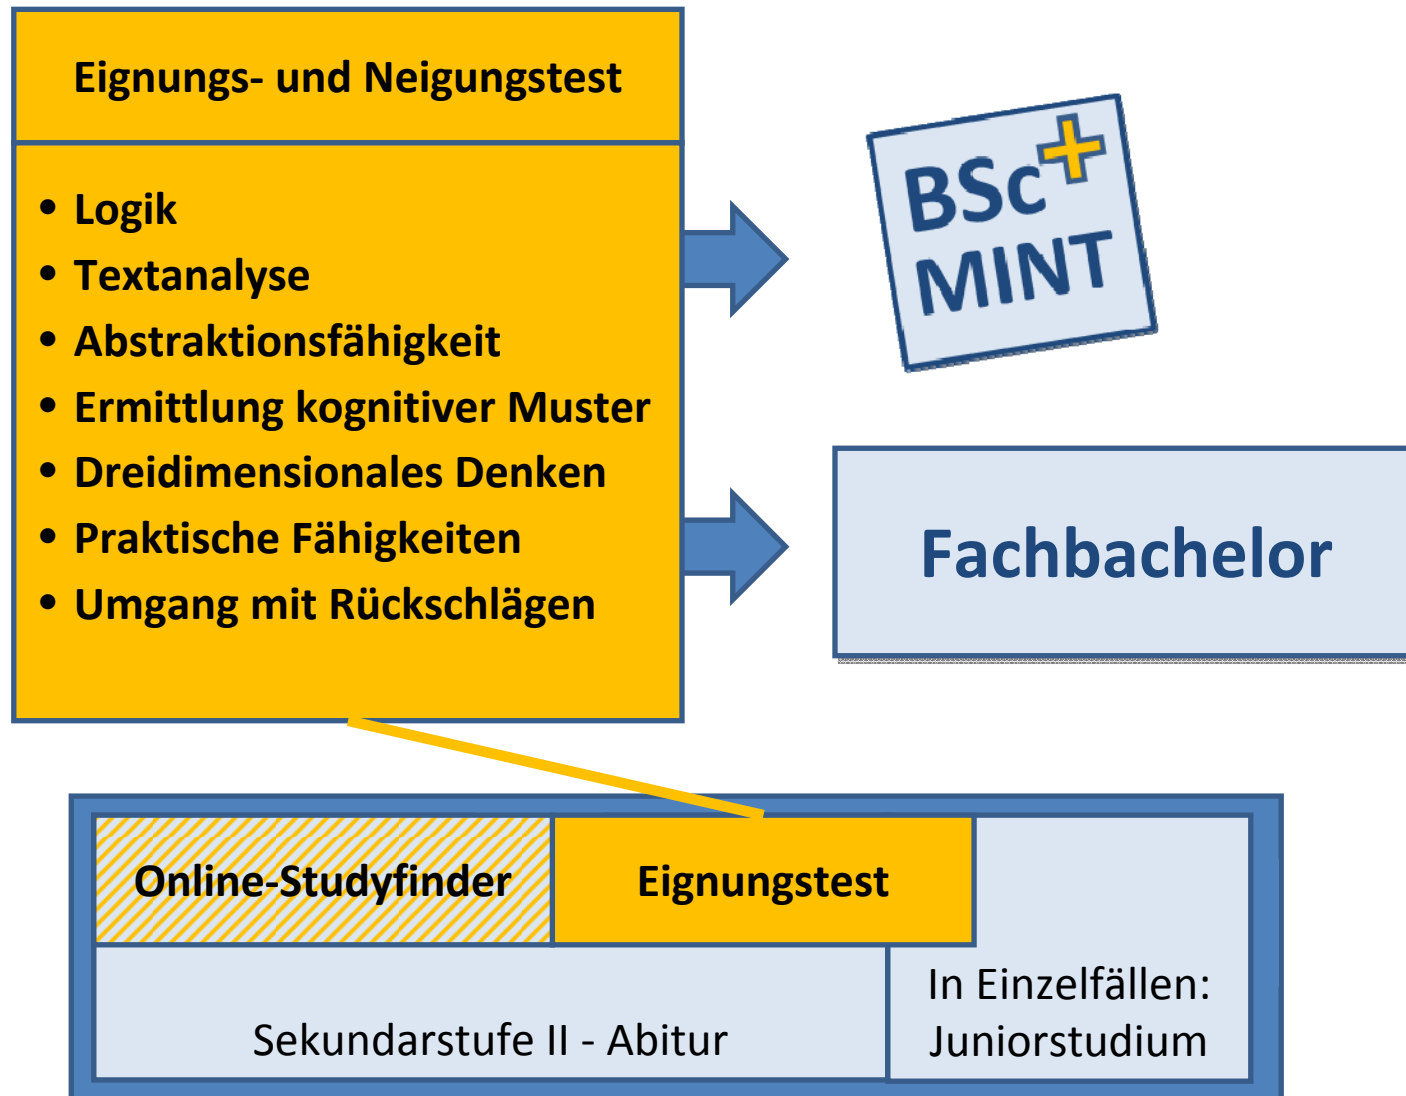 Eignungs- und Neigungstest
• Logik
• Textanalyse
• Abstraktionsfähigkeit
• Ermittlung kognitiver Muster
• Dreidimensionales Denken
• Praktische Fähigkeiten
• Umgang mit Rückschlägen
BSc+
MINT
Fachbachelor
Online-Studyfinder
Eignungstest
Sekundarstufe II - Abitur
In Einzelfällen:
Juniorstudium